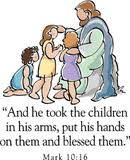 “And he took the children
in his arms, put his hands
on them and blessed them.”
Mark 10:16